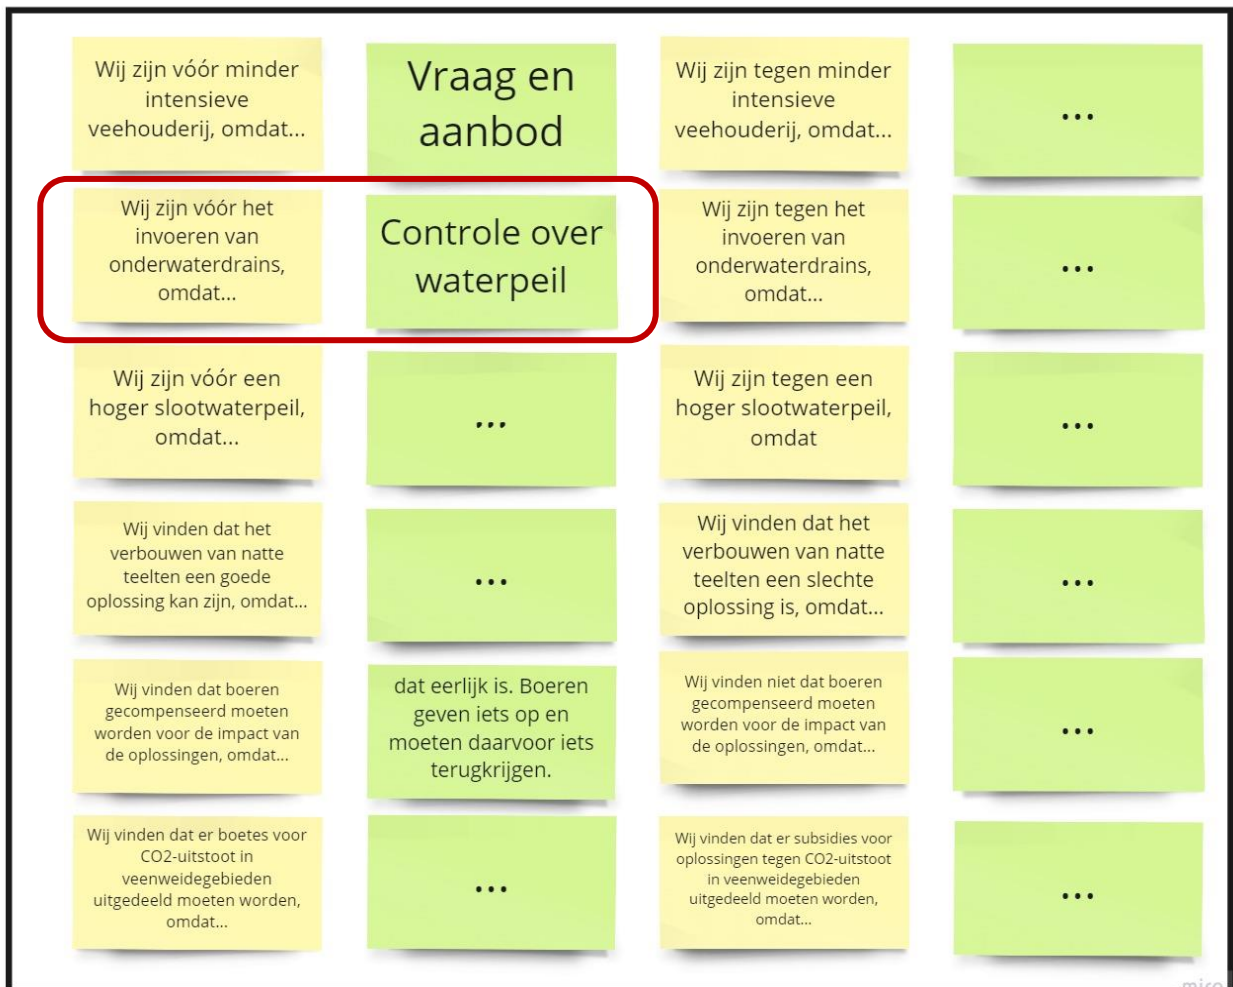 Wij zijn vóór minder
intensieve
veehouderij, omdat...
Vraag en
aanbod
Wij zijn tegen minder
intensieve
veehouderij, omdat...
...
Wij zijn vóór het
invoeren van
onderwaterdrains,
omdat...
Controle over
waterpeil
Wij zijn tegen het
invoeren van
onderwaterdrains,
omdat...
...
Wij zijn vóór een
hoger slootwaterpeil,
omdat...
,,,
Wij zijn tegen een
hoger slootwaterpeil,
omdat
...
Wij vinden dat het
verbouwen van natte
teelten een goede
oplossing kan zijn, omdat...
...
Wij vinden dat het
verbouwen van natte
teelten een slechte
oplossing is, omdat...
...
Wij vinden dat boeren
gecompenseerd moeten
worden voor de impact van
de oplossingen, omdat...
dat eerlijk is. Boeren
geven iets op en
moeten daarvoor iets
terugkrijgen.
Wij vinden niet dat boeren
gecompenseerd moeten
worden voor de impact van
de oplossingen, omdat...
...
Wij vinden dat er boetes voor
CO2-uitstoot in
veenweidegebieden
uitgedeeld moeten worden,
omdat...
...
Wij vinden dat er subsidies voor
oplossingen tegen CO2-uitstoot
in veenweidegebieden
uitgedeeld moeten worden,
omdat...
...
miro